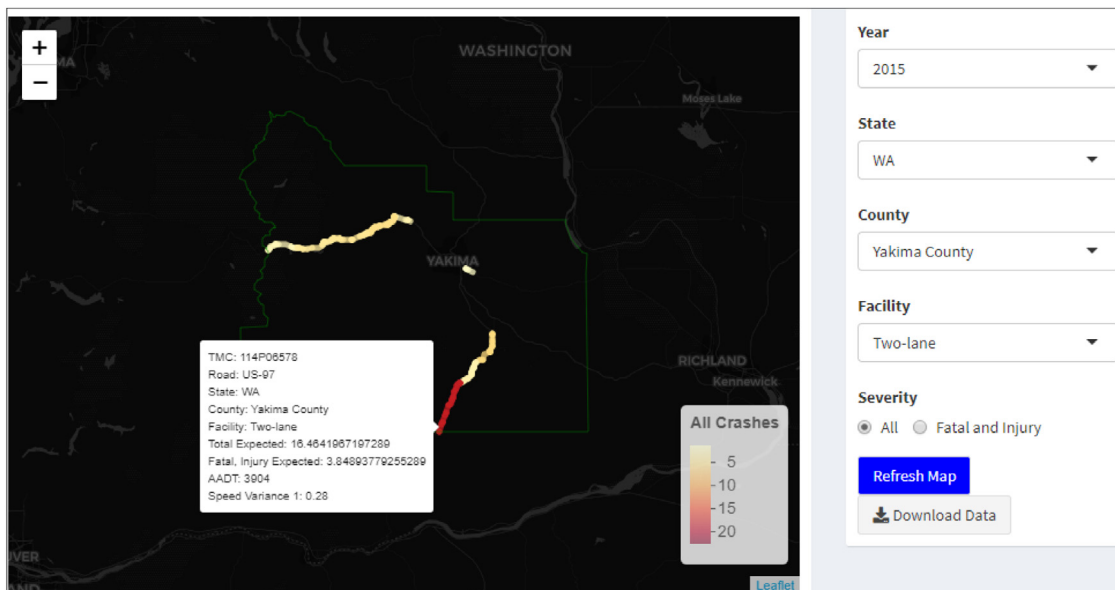 +
−
WASHINGTON
Moses Lake
YAKIMA
RICHLAND
Kennewick
TMC: 114P06578
Road: US-97
State: WA
County: Yakima County
Facility: Two-lane
Total Expected: 16.4641967197289
Fatal, Injury Expected: 3.84893779255289
AADT: 3904
Speed Variance 1: 0.28
All Crashes
5
10
15
20
Leaflet
Year
2015
State
WA
County
Yakima County
Facility
Two-lane
Severity
All Fatal and Injury
Refresh Map
Download Data